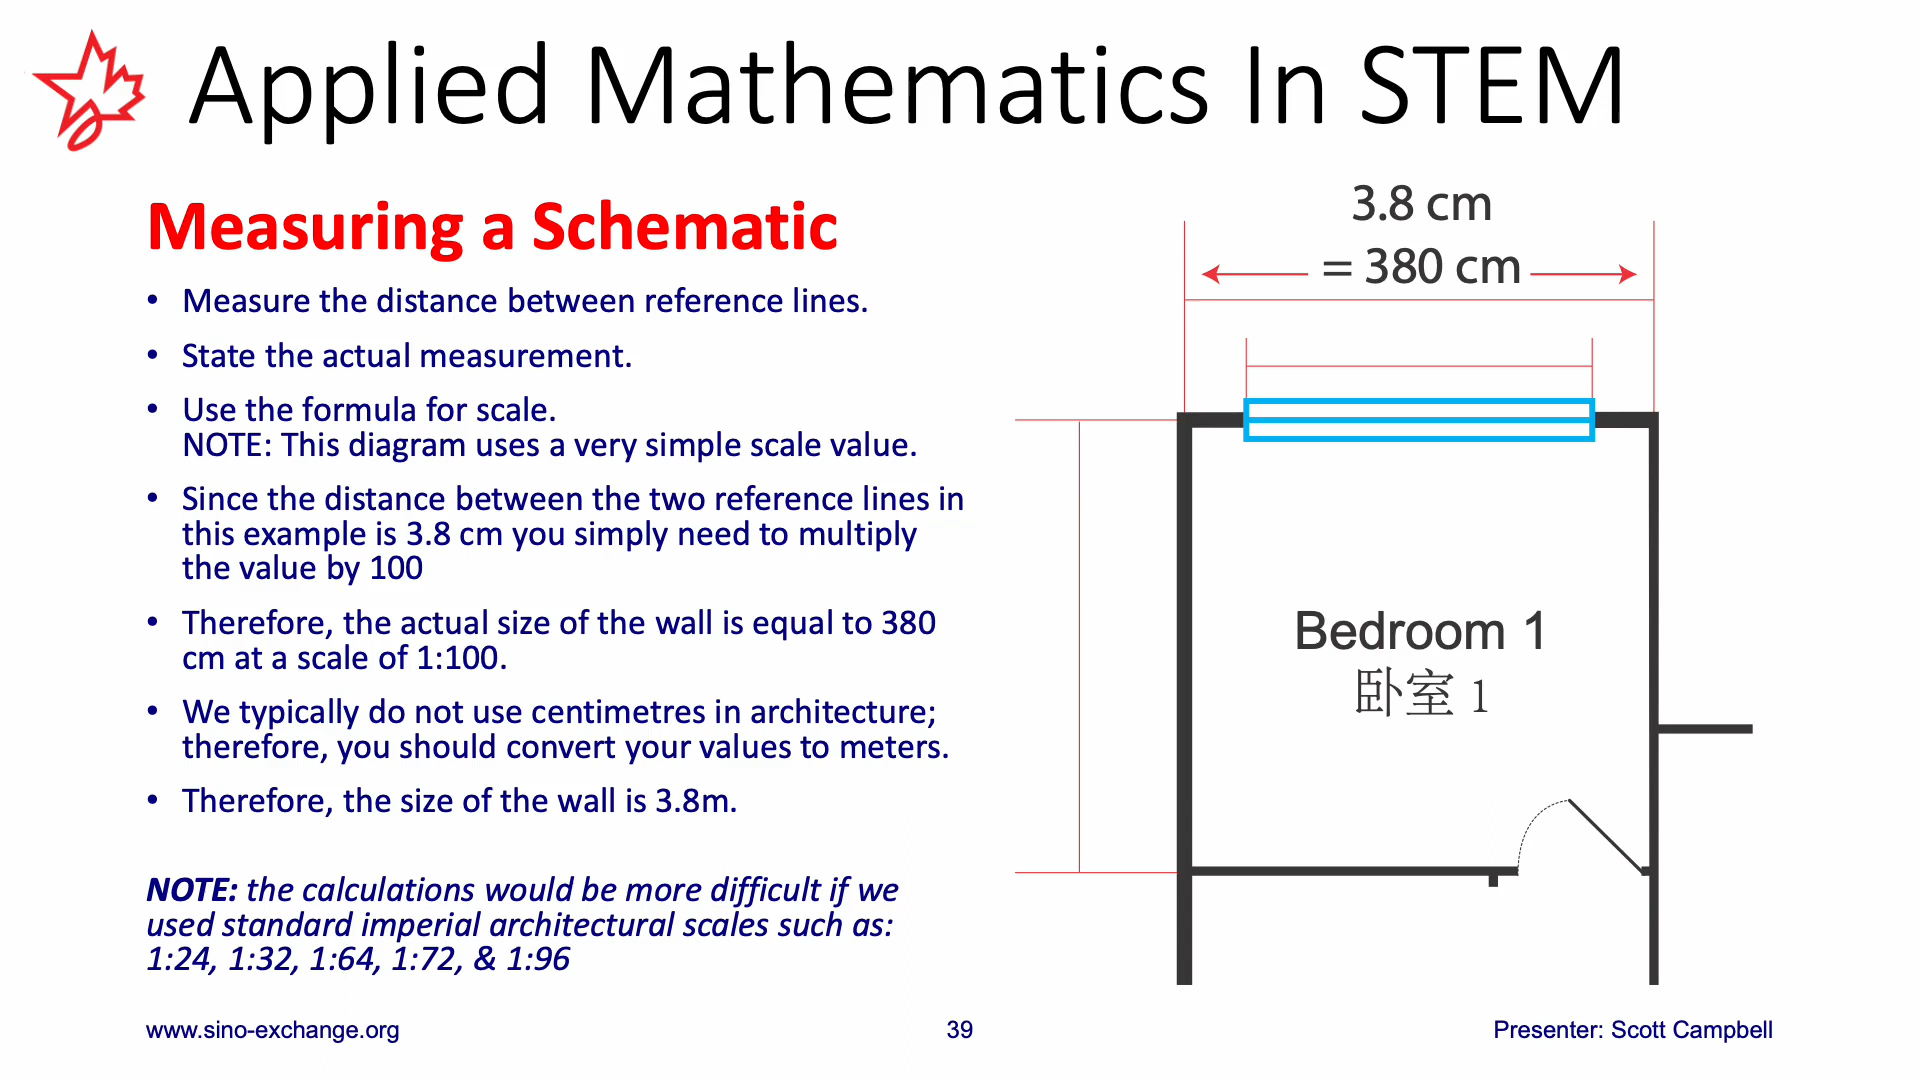 Applied Mathematics In STEM
Measuring a Schematic
• Measure the distance between reference lines.
• State the actual measurement.
• Use the formula for scale.
NOTE: This diagram uses a very simple scale value.
• Since the distance between the two reference lines in
this example is 3.8 cm you simply need to multiply
the value by 100
• Therefore, the actual size of the wall is equal to 380
cm at a scale of 1:100.
• We typically do not use centimetres in architecture;
therefore, you should convert your values to meters.
• Therefore, the size of the wall is 3.8m.
NOTE: the calculations would be more difficult if we
used standard imperial architectural scales such as:
1:24, 1:32, 1:64, 1:72, & 1:96
3.8 cm
= 380 cm
Bedroom 1
卧室 1
www.sino-exchange.org
39
Presenter: Scott Campbell